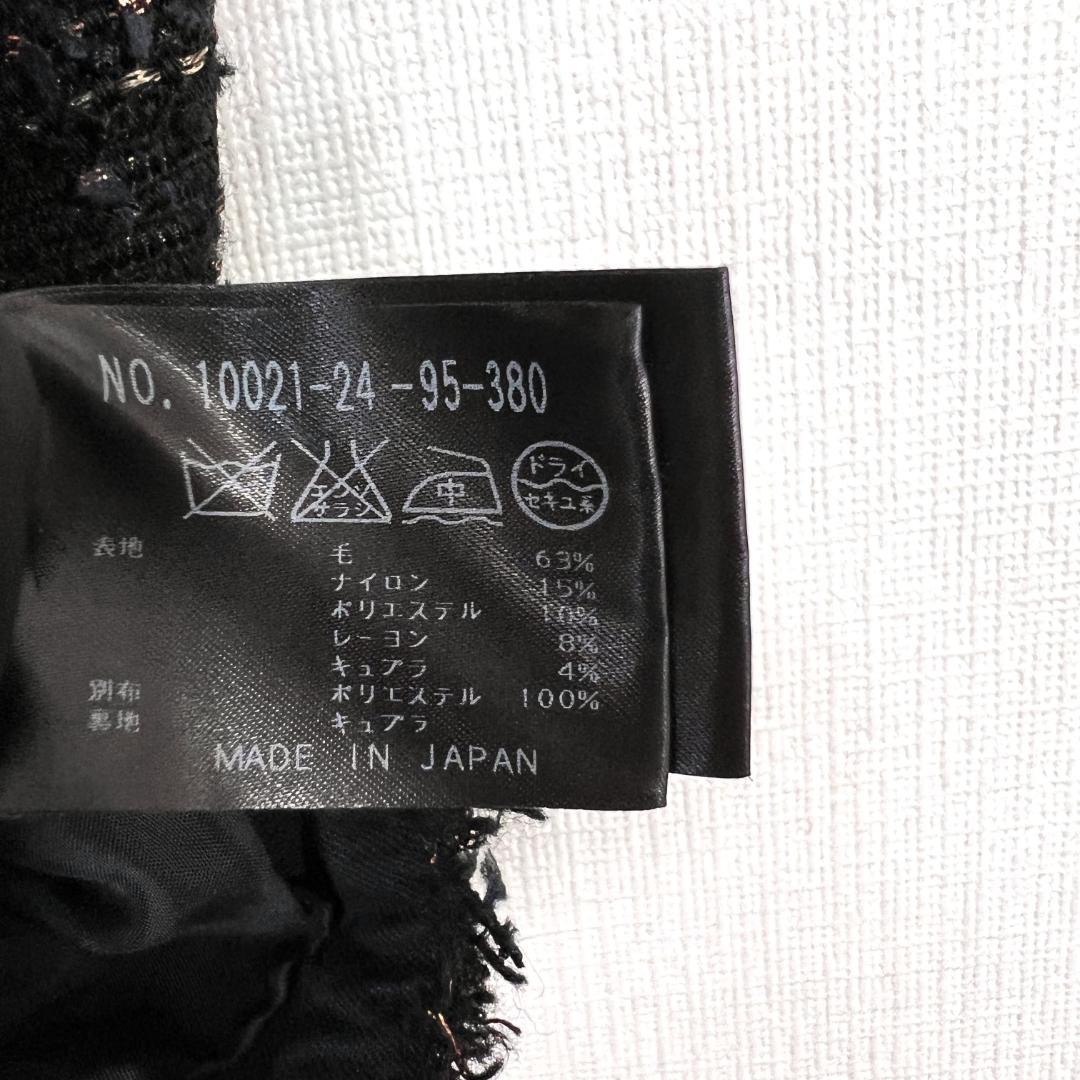 NO. 10021-24-95-380
エンソ
サラシ
中
ドライ
セキユ系
表地 毛 63%
ナイロン 15%
ポリエステル 10%
レーヨン 8%
キュプラ 4%
別布 ポリエステル 100%
裏地 キュプラ
MADE IN JAPAN